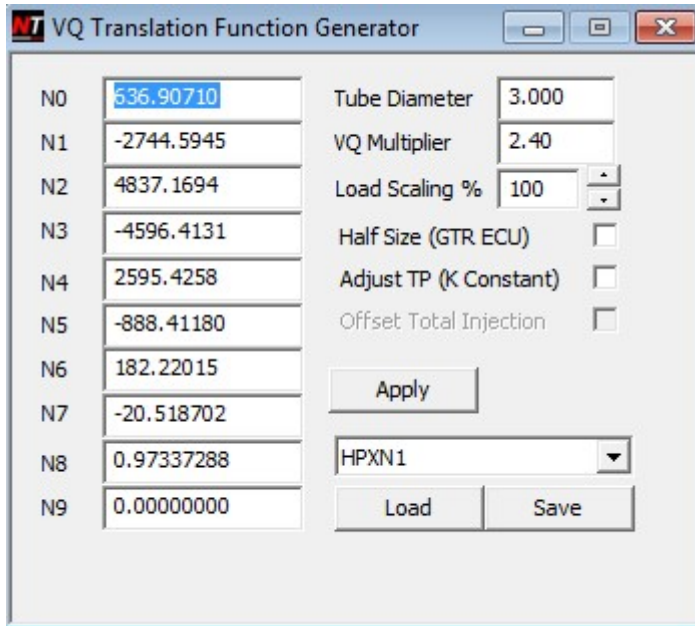 NT VQ Translation Function Generator
N0 636.90710 Tube Diameter 3.000
N1 -2744.5945 VQ Multiplier 2.40
N2 4837.1694 Load Scaling % 100
N3 -4596.4131 Half Size (GTR ECU)
N4 2595.4258 Adjust TP (K Constant)
N5 -888.41180 Offset Total Injection
N6 182.22015
Apply
N7 -20.518702
N8 0.97337288 HPXN1
N9 0.00000000 Load Save